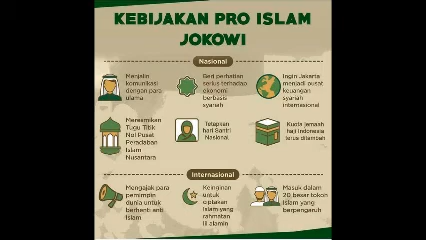 KEBIJAKAN PRO ISLAM
JOKOWI
Nasional
Menjalin
komunikasi
dengan para
ulama
Beri perhatian
serius terhadap
ekonomi
berbasis
syariah
Ingin Jakarta
menjadi pusat
keuangan
syariah
internasional
Meresmikan
Tugu Titik
Nol Pusat
Peradaban
Islam
Nusantara
Tetapkan
hari Santri
Nasional
Kuota jemaah
haji Indonesia
terus ditambah
Internasional
Mengajak para
pemimpin
dunia untuk
berhenti anti
Islam
Keinginan
untuk
ciptakan
Islam yang
rahmatan
lil alamin
Masuk dalam
20 besar tokoh
Islam yang
berpengaruh